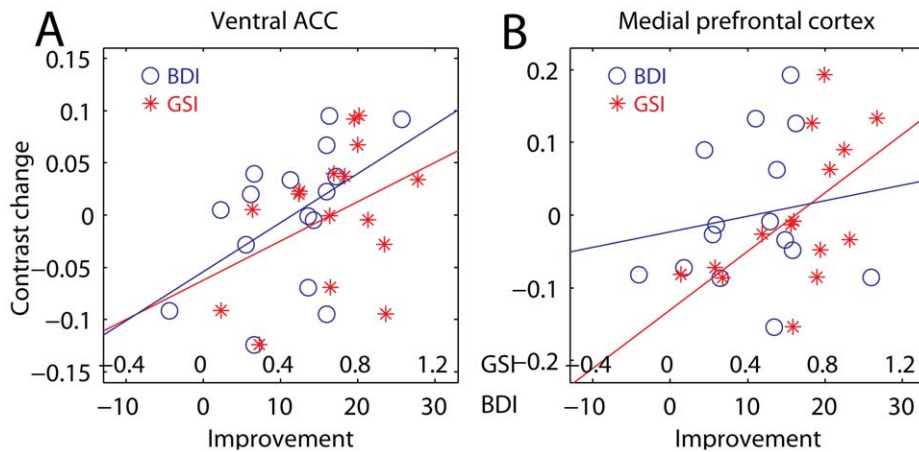 A
Ventral ACC
B
Medial prefrontal cortex
Contrast change
0.15
0.1
0.05
0
−0.05
−0.1
−0.15
BDI
GSI
−0.4 0 0.4 0.8 1.2
−10 0 10 20 30
Improvement
GSI
BDI
0.2
0.1
0
−0.1
−0.2
BDI
GSI
−0.4 0 0.4 0.8 1.2
−10 0 10 20 30
Improvement